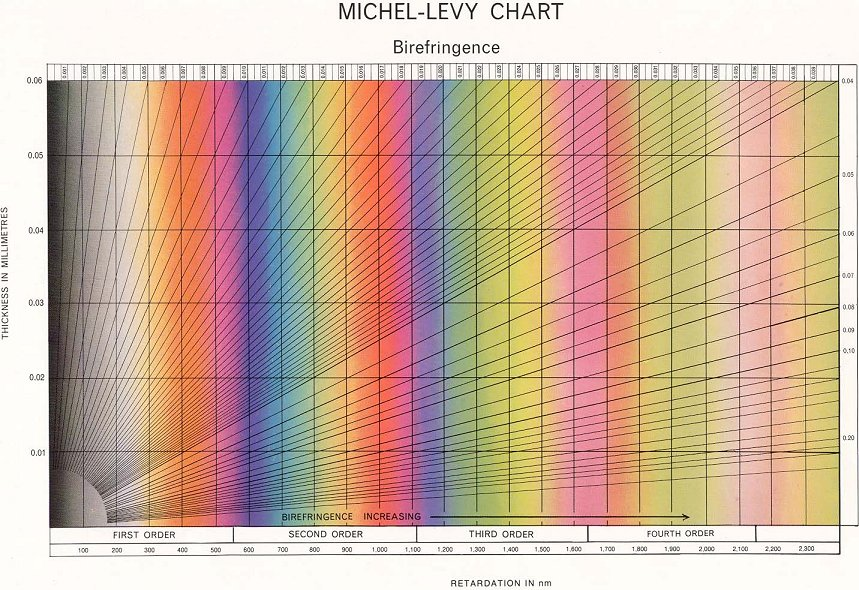 MICHEL-LEVY CHART
Birefringence
0.001 0.002 0.003 0.004 0.005 0.006 0.007 0.008 0.009 0.010 0.011 0.012 0.013 0.014 0.015 0.016 0.017 0.018 0.019 0.020 0.021 0.022 0.023 0.024 0.025 0.026 0.027 0.028 0.029 0.030 0.031 0.032 0.033 0.034 0.035 0.036 0.037 0.038 0.039
THICKNESS IN MILLIMETRES
0.06
0.05
0.04
0.03
0.02
0.01
0.04
0.05
0.06
0.07
0.08
0.09
0.10
0.20
BIREFRINGENCE INCREASING
FIRST ORDER SECOND ORDER THIRD ORDER FOURTH ORDER
100 200 300 400 500 600 700 800 900 1,000 1,100 1,200 1,300 1,400 1,500 1,600 1,700 1,800 1,900 2,000 2,100 2,200 2,300
RETARDATION IN nm